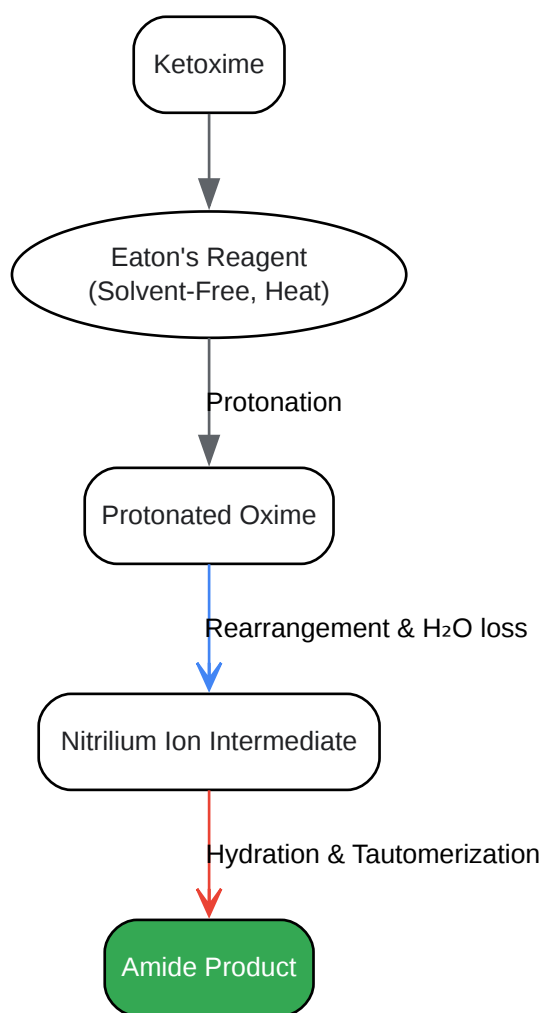 Ketoxime
Eaton's Reagent
(Solvent-Free, Heat)
Protonation
Protonated Oxime
Rearrangement & H₂O loss
Nitrilium Ion Intermediate
Hydration & Tautomerization
Amide Product